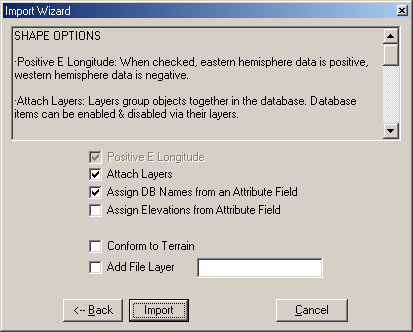 Import Wizard
SHAPE OPTIONS
·Positive E Longitude: When checked, eastern hemisphere data is positive,
western hemisphere data is negative.
·Attach Layers: Layers group objects together in the database. Database
items can be enabled & disabled via their layers.
Positive E Longitude
Attach Layers
Assign DB Names from an Attribute Field
Assign Elevations from Attribute Field
Conform to Terrain
Add File Layer
<-- Back
Import
Cancel